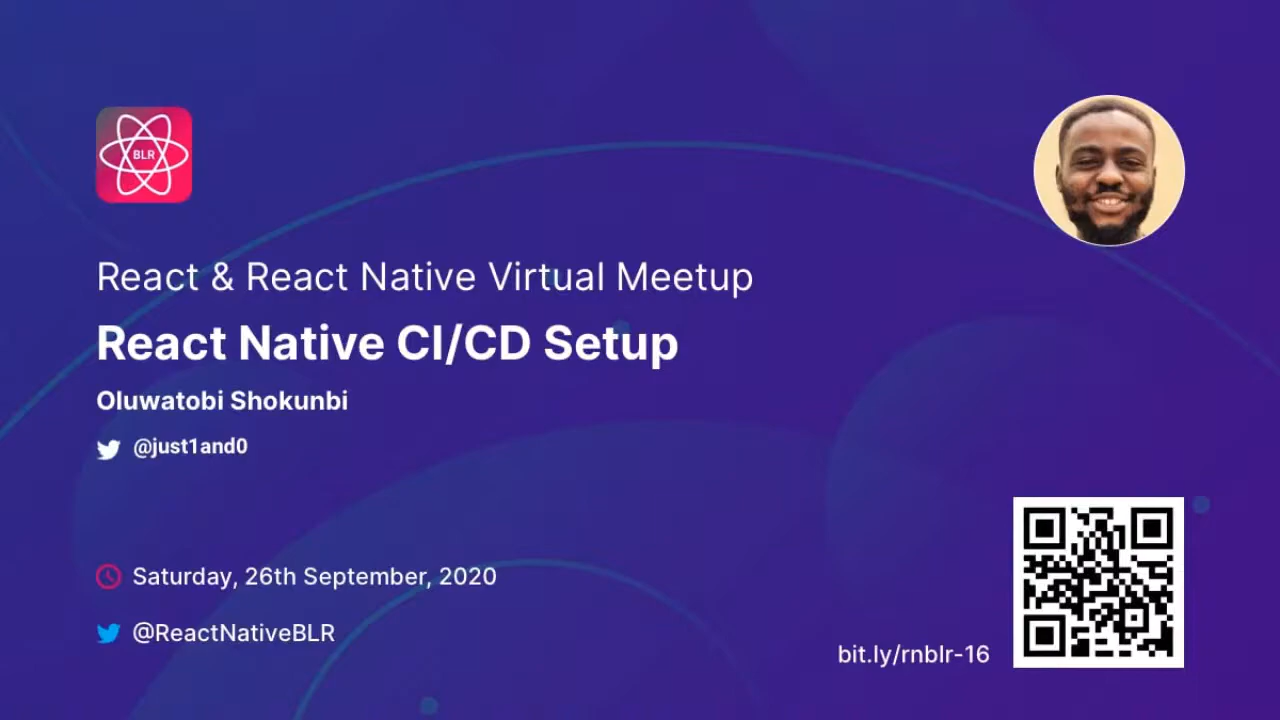 BLR
React & React Native Virtual Meetup
React Native CI/CD Setup
Oluwatobi Shokunbi
@just1and0
Saturday, 26th September, 2020
@ReactNativeBLR
bit.ly/rnblr-16